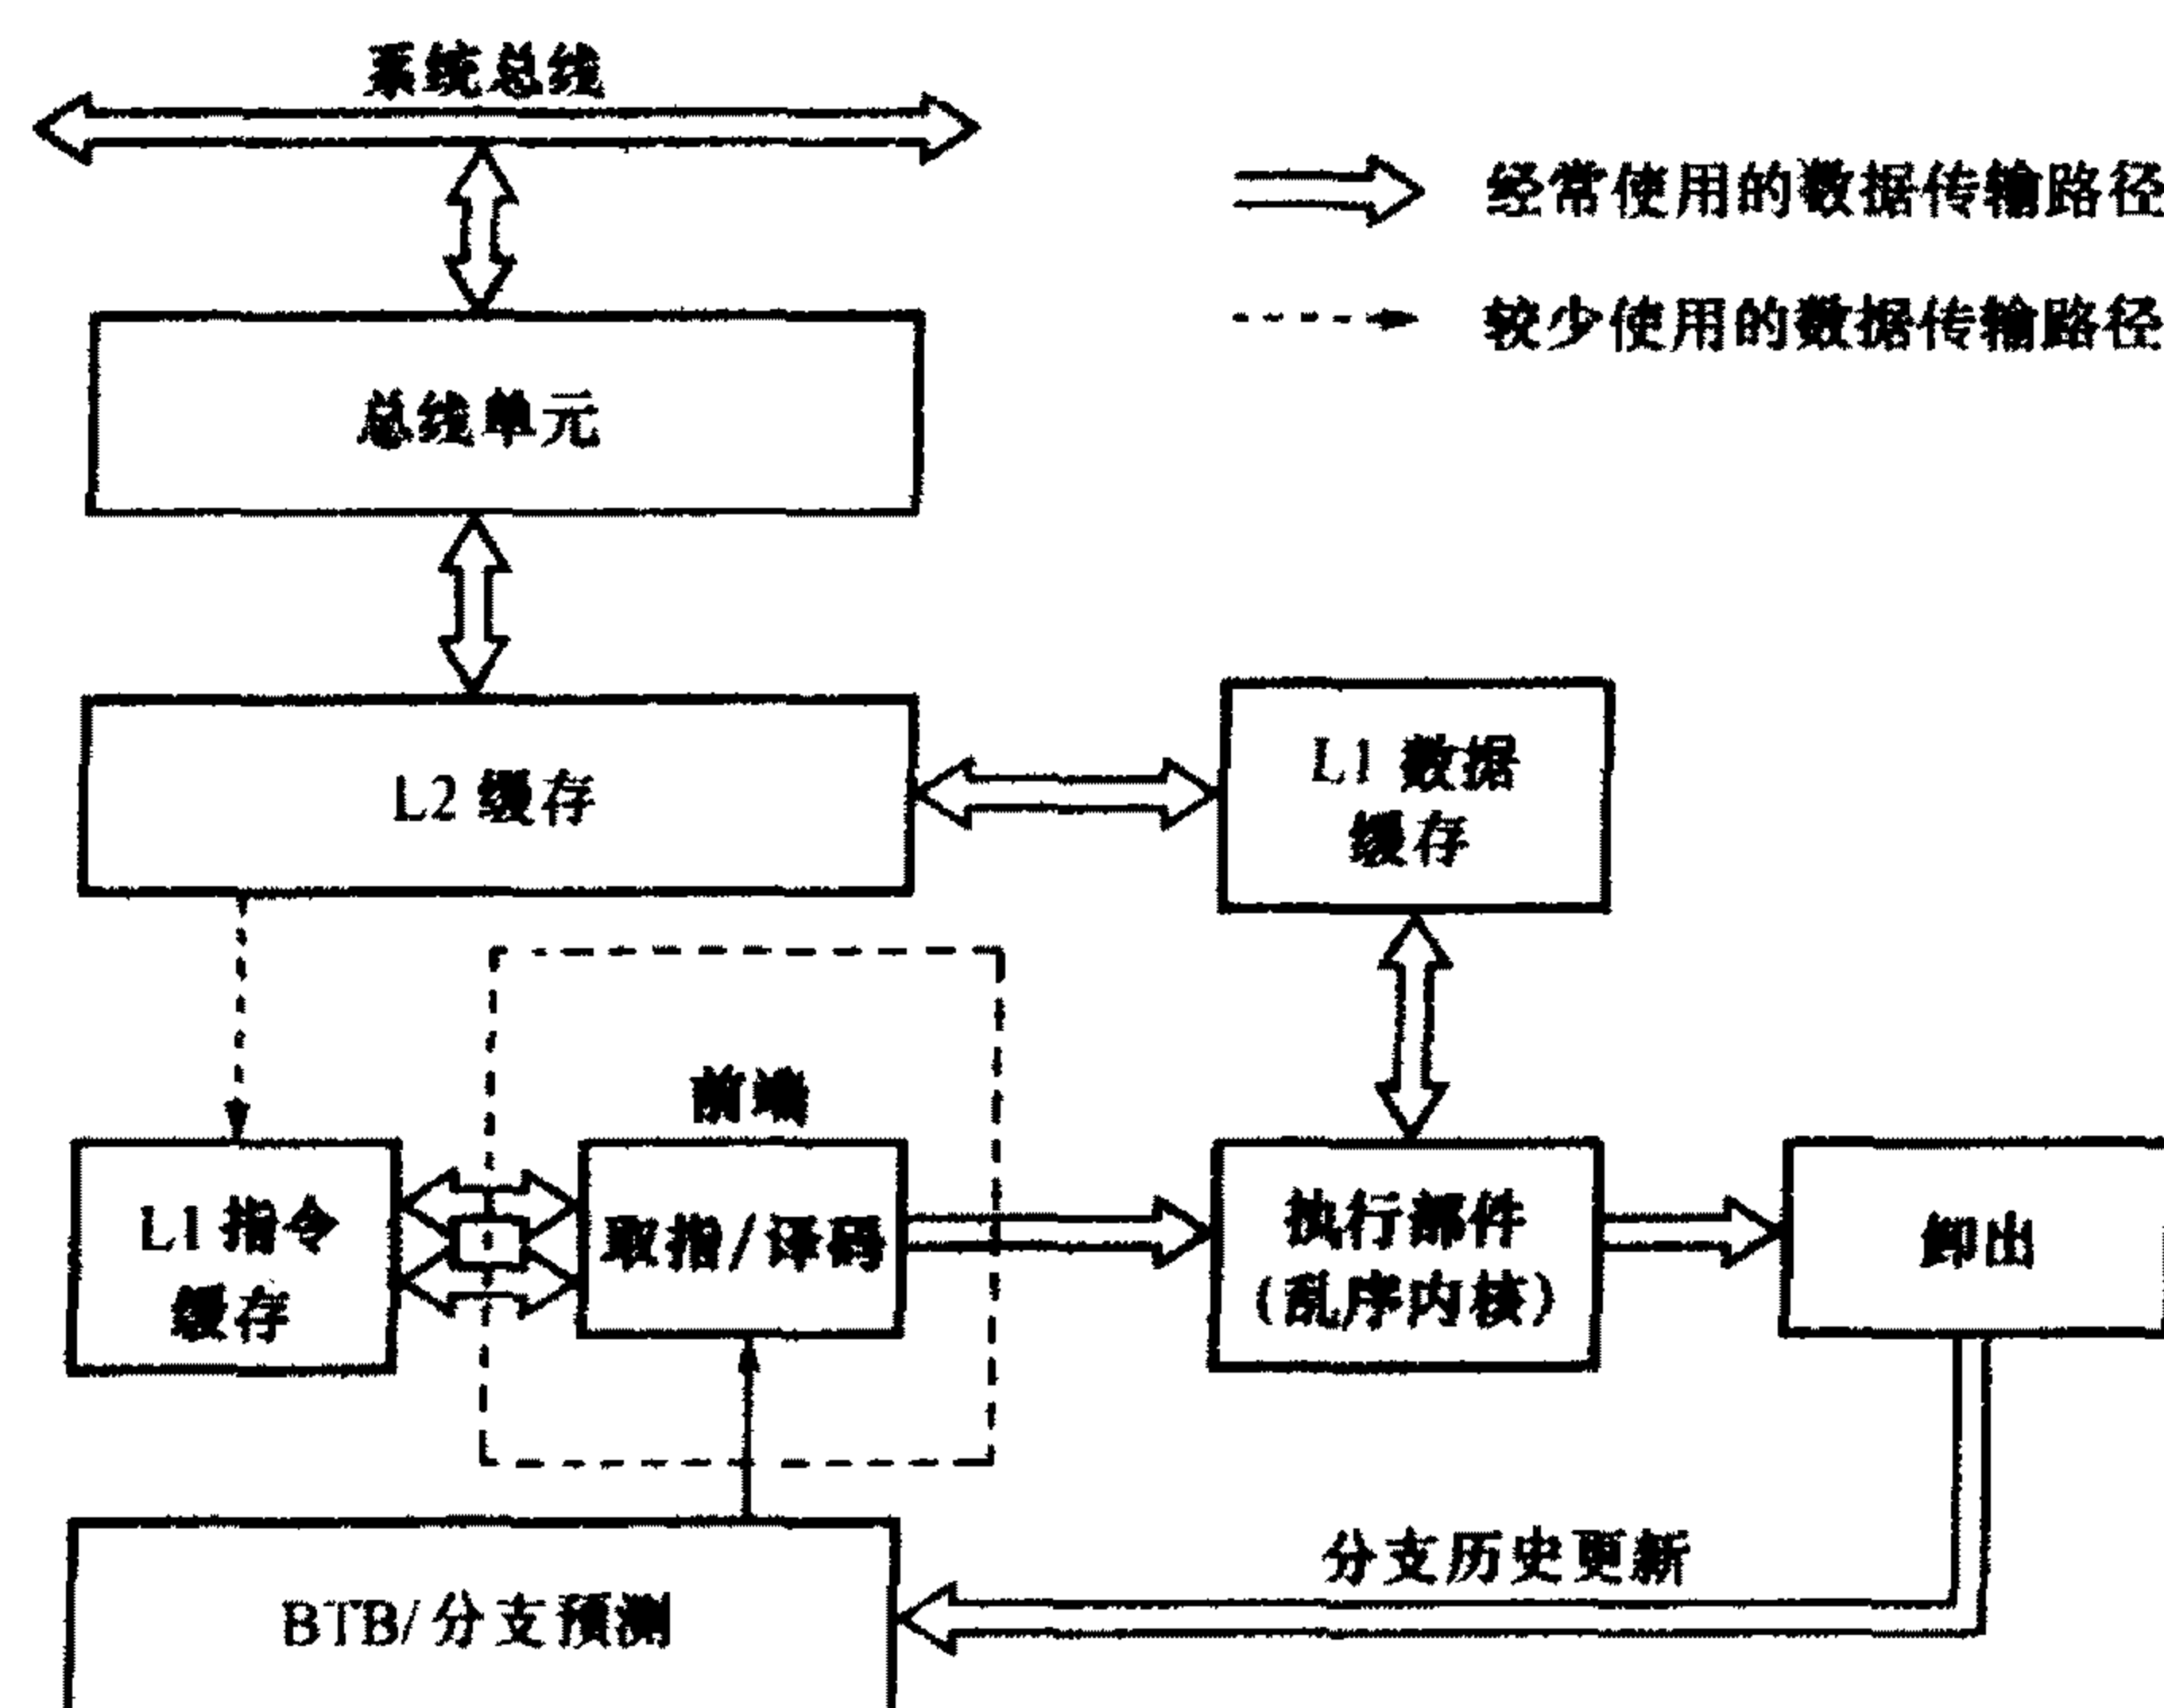 系统总线
经常使用的数据传输路径
较少使用的数据传输路径
总线单元
L2 缓存
L1 数据
缓存
前端
L1 指令
缓存
取指/译码
执行部件
(乱序内核)
卸出
分支历史更新
BTB/分支预测